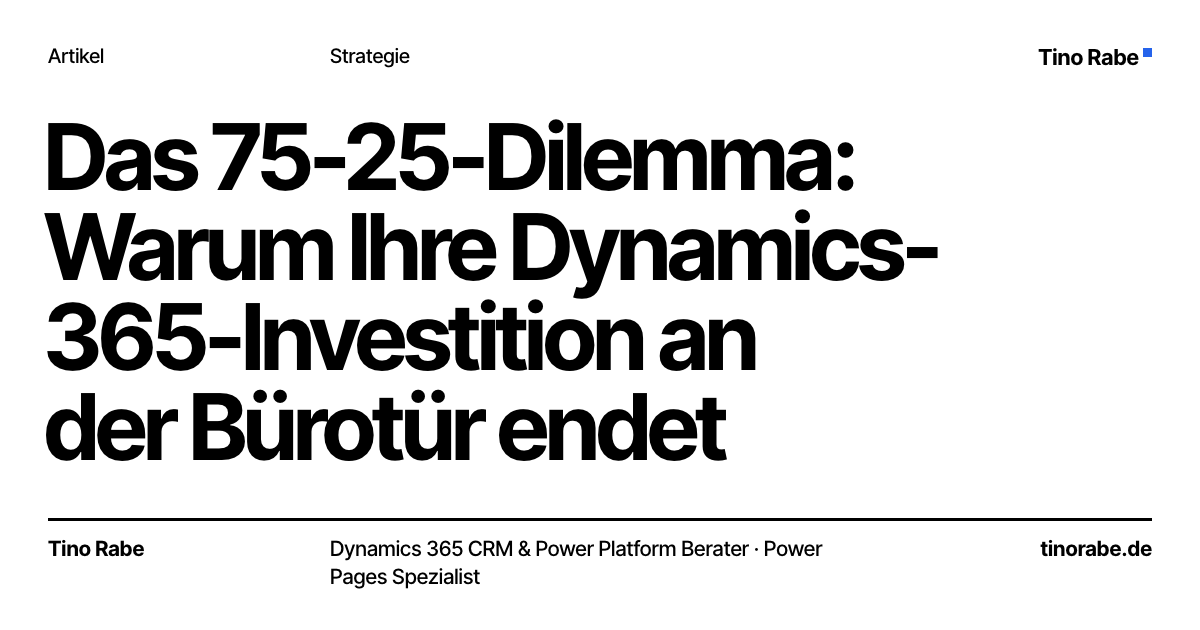 Artikel
Strategie
Tino Rabe
Das 75-25-Dilemma:
Warum Ihre Dynamics-
365-Investition an
der Bürotür endet
Tino Rabe
Dynamics 365 CRM & Power Platform Berater · Power
Pages Spezialist
tinorabe.de